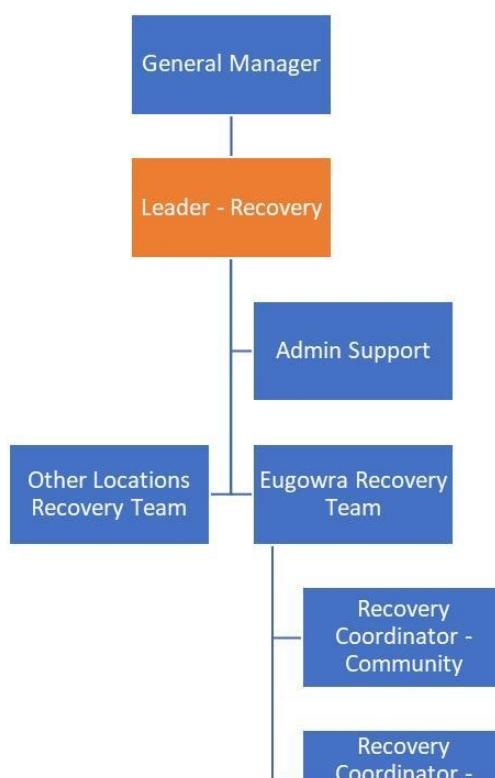 General Manager
Leader - Recovery
Admin Support
Other Locations
Recovery Team
Eugowra Recovery
Team
Recovery
Coordinator -
Community
Recovery
Coordinator -